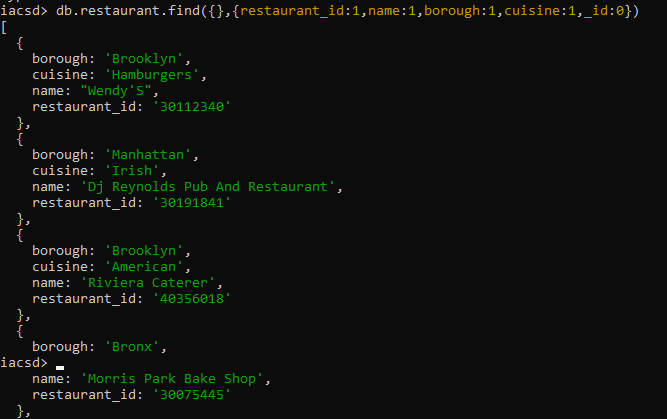 iacsd> db.restaurant.find({},{restaurant_id:1,name:1,borough:1,cuisine:1,_id:0})
[
  {
    borough: 'Brooklyn',
    cuisine: 'Hamburgers',
    name: "Wendy'S",
    restaurant_id: '30112340'
  },
  {
    borough: 'Manhattan',
    cuisine: 'Irish',
    name: 'Dj Reynolds Pub And Restaurant',
    restaurant_id: '30191841'
  },
  {
    borough: 'Brooklyn',
    cuisine: 'American',
    name: 'Riviera Caterer',
    restaurant_id: '40356018'
  },
  {
    borough: 'Bronx',
iacsd>
    name: 'Morris Park Bake Shop',
    restaurant_id: '30075445'
  },